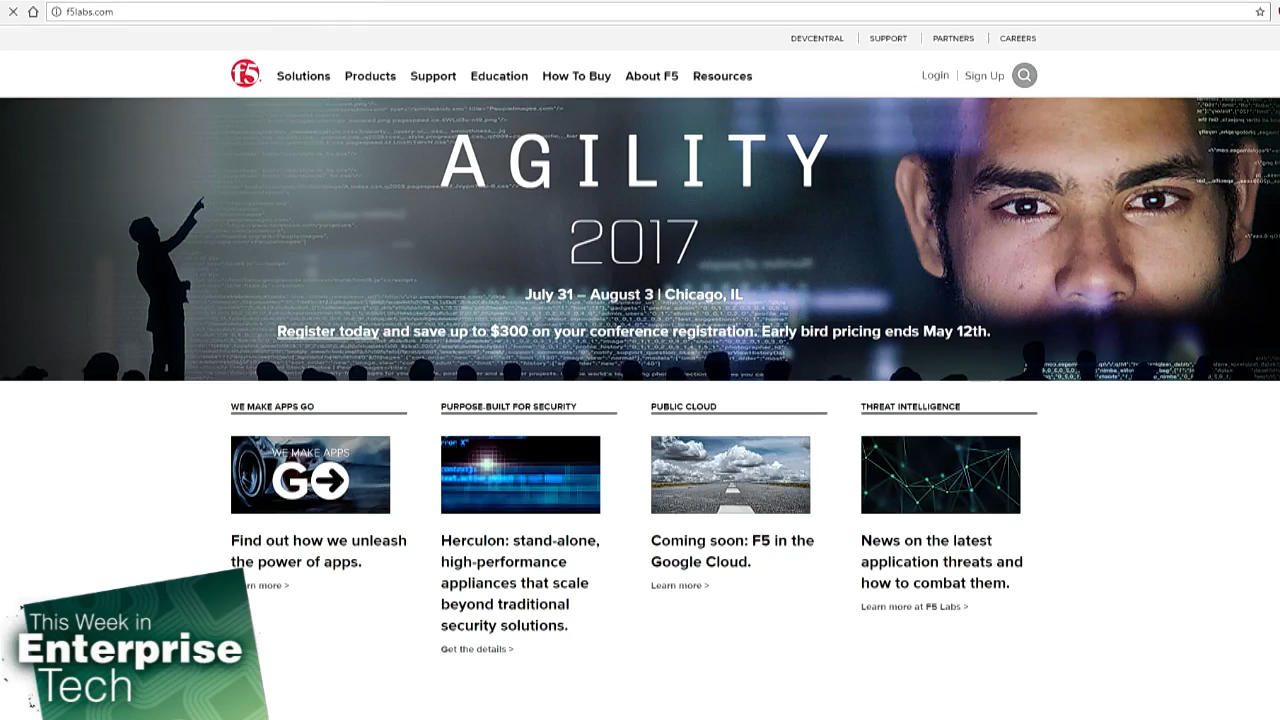 f5labs.com
DEVCENTRAL
SUPPORT
PARTNERS
CAREERS
f5
Solutions
Products
Support
Education
How To Buy
About F5
Resources
Login
Sign Up
AGILITY
2017
July 31 – August 3 | Chicago, IL
Register today and save up to $300 on your conference registration. Early bird pricing ends May 12th.
WE MAKE APPS GO
WE MAKE APPS
GO
Find out how we unleash
the power of apps.
rn more >
PURPOSE-BUILT FOR SECURITY
Herculon: stand-alone,
high-performance
appliances that scale
beyond traditional
security solutions.
Get the details >
PUBLIC CLOUD
Coming soon: F5 in the
Google Cloud.
Learn more >
THREAT INTELLIGENCE
News on the latest
application threats and
how to combat them.
Learn more at F5 Labs >
This Week in
Enterprise
Tech